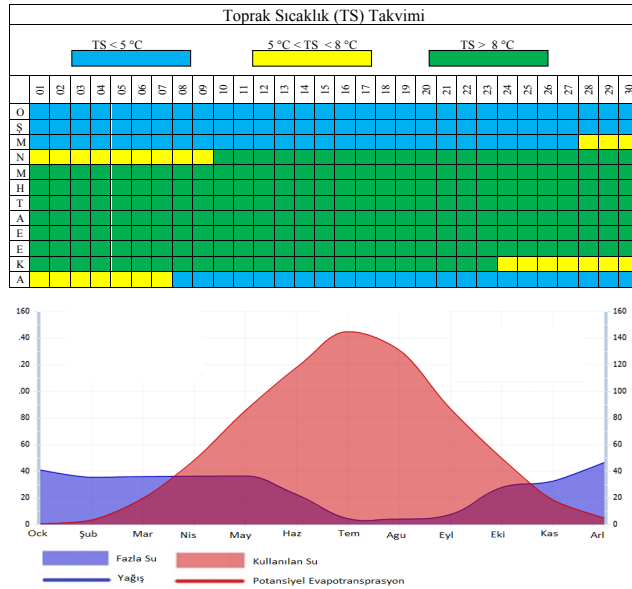 Toprak Sıcaklık (TS) Takvimi
TS < 5 °C
5 °C < TS < 8 °C
TS > 8 °C
01 02 03 04 05 06 07 08 09 10 11 12 13 14 15 16 17 18 19 20 21 22 23 24 25 26 27 28 29 30
O
Ş
M
N
M
H
T
A
E
E
K
A
160 160
.40 140
.20 120
.00 100
80 80
60 60
40 40
20 20
0 0
Ock Şub Mar Nis May Haz Tem Agu Eyl Eki Kas Arl
Fazla Su Kullanılan Su
Yağış Potansiyel Evapotransprasyon